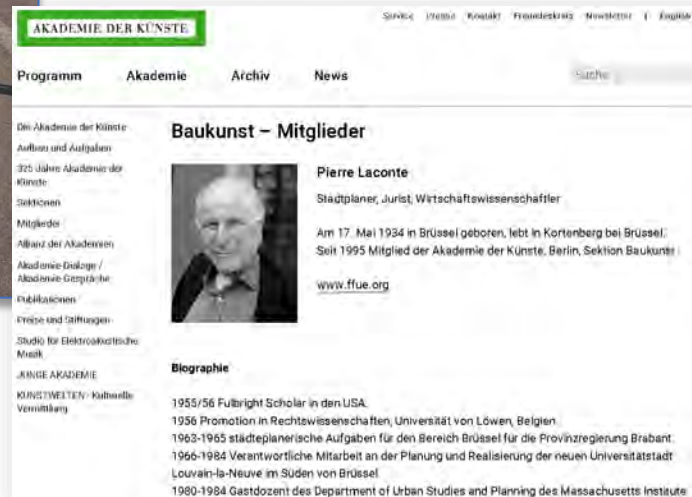 AKADEMIE DER KÜNSTE
Service Presse Kontakt Freundeskreis Newsletter | English
Programm Akademie Archiv News
Suche
Die Akademie der Künste
Aufbau und Aufgaben
325 Jahre Akademie der
Künste
Sektionen
Mitglieder
Allianz der Akademien
Akademie-Dialoge /
Akademie-Gespräche
Publikationen
Preise und Stiftungen
Studio für Elektroakustische
Musik
JUNGE AKADEMIE
KUNSTWELTEN - Kulturelle
Vermittlung
Baukunst – Mitglieder
Pierre Laconte
Stadtplaner, Jurist, Wirtschaftswissenschaftler
Am 17. Mai 1934 in Brüssel geboren, lebt in Kortenberg bei Brüssel.
Seit 1995 Mitglied der Akademie der Künste, Berlin, Sektion Baukunst
www.ffue.org
Biographie
1955/56 Fulbright Scholar in den USA.
1956 Promotion in Rechtswissenschaften, Universität von Löwen, Belgien
1963-1965 städteplanerische Aufgaben für den Bereich Brüssel für die Provinzregierung Brabant
1966-1984 Verantwortliche Mitarbeit an der Planung und Realisierung der neuen Universitätstadt
Louvain-la-Neuve im Süden von Brüssel
1980-1984 Gastdozent des Department of Urban Studies and Planning des Massachusetts Institute